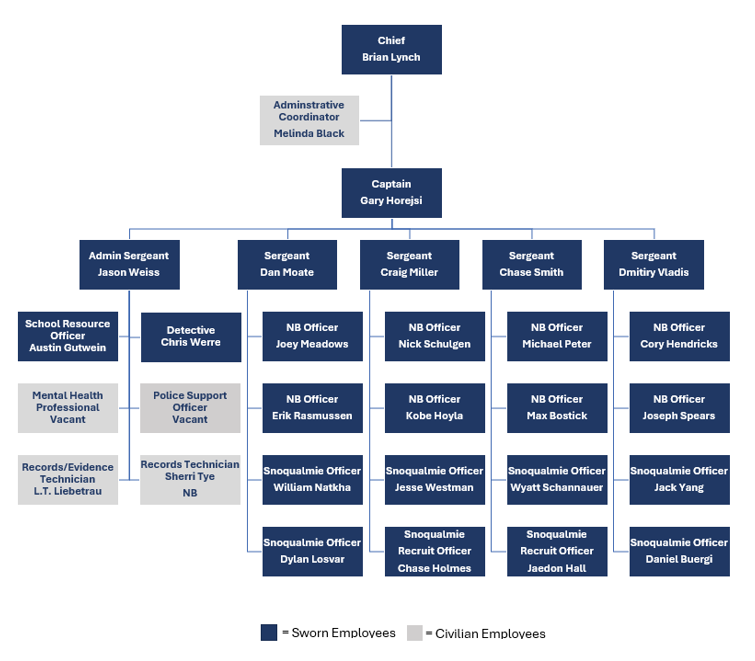 Chief
Brian Lynch
Adminstrative
Coordinator
Melinda Black
Captain
Gary Horejsi
Admin Sergeant
Jason Weiss
Sergeant
Dan Moate
Sergeant
Craig Miller
Sergeant
Chase Smith
Sergeant
Dmitiry Vladis
School Resource
Officer
Austin Gutwein
Detective
Chris Werre
NB Officer
Joey Meadows
NB Officer
Nick Schulgen
NB Officer
Michael Peter
NB Officer
Cory Hendricks
Mental Health
Professional
Vacant
Police Support
Officer
Vacant
NB Officer
Erik Rasmussen
NB Officer
Kobe Hoyla
NB Officer
Max Bostick
NB Officer
Joseph Spears
Records/Evidence
Technician
L.T. Liebetrau
Records Technician
Sherri Tye
NB
Snoqualmie Officer
William Natkha
Snoqualmie Officer
Jesse Westman
Snoqualmie Officer
Wyatt Schannauer
Snoqualmie Officer
Jack Yang
Snoqualmie Officer
Dylan Losvar
Snoqualmie
Recruit Officer
Chase Holmes
Snoqualmie
Recruit Officer
Jaedon Hall
Snoqualmie Officer
Daniel Buergi
= Sworn Employees
= Civilian Employees